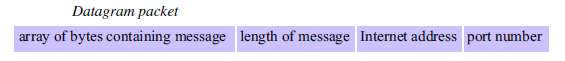 Datagram packet
array of bytes containing message length of message Internet address port number